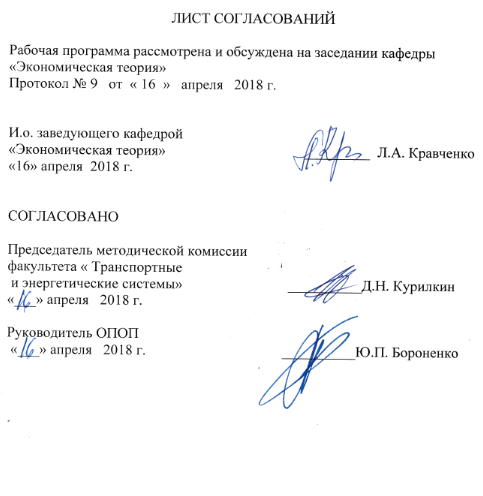 ЛИСТ СОГЛАСОВАНИЙ
Рабочая программа рассмотрена и обсуждена на заседании кафедры
«Экономическая теория»
Протокол № 9 от « 16 » апреля 2018 г.
И.о. заведующего кафедрой
«Экономическая теория» Л.А. Кравченко
«16» апреля 2018 г.
СОГЛАСОВАНО
Председатель методической комиссии
факультета « Транспортные
и энергетические системы» Д.Н. Курилкин
«16» апреля 2018 г.
Руководитель ОПОП Ю.П. Бороненко
«16» апреля 2018 г.